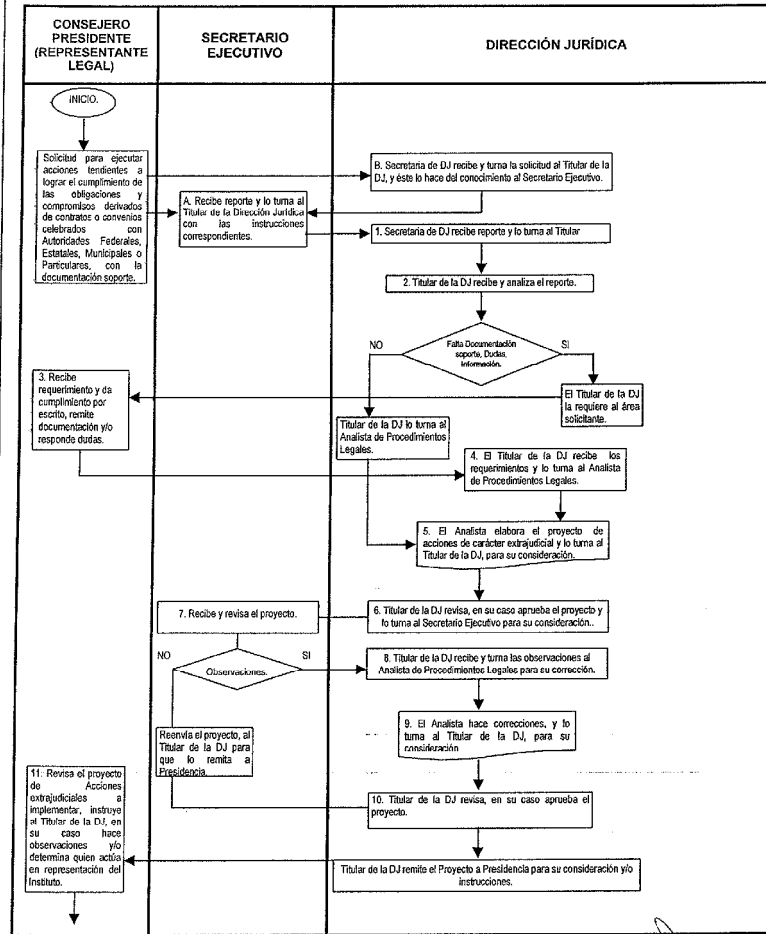 CONSEJERO
PRESIDENTE
(REPRESENTANTE
LEGAL)
SECRETARIO
EJECUTIVO
DIRECCIÓN JURÍDICA
INICIO.
Solicitud para ejecutar
acciones tendientes a
lograr el cumplimiento de
las obligaciones y
compromisos derivados
de contratos o convenios
celebrados con
Autoridades Federales,
Estatales, Municipales o
Particulares, con la
documentación soporte.
B. Secretaria de DJ recibe y turna la solicitud al Titular de la
DJ, y éste lo hace del conocimiento al Secretario Ejecutivo.
A. Recibe reporte y lo turna al
Titular de la Dirección Jurídica
con las instrucciones
correspondientes.
1. Secretaria de DJ recibe reporte y lo turna al Titular
2. Titular de la DJ recibe y analiza el reporte.
Falta Documentación
soporte, Dudas,
Información.
NO
SI
El Titular de la DJ
la requiere al área
solicitante.
3. Recibe
requerimiento y da
cumplimiento por
escrito, remite
documentación y/o
responde dudas.
Titular de la DJ lo turna al
Analista de Procedimientos
Legales.
4. El Titular de la DJ recibe los
requerimientos y lo turna al Analista
de Procedimientos Legales.
5. El Analista elabora el proyecto de
acciones de carácter extrajudicial y lo turna al
Titular de la DJ, para su consideración.
6. Titular de la DJ revisa, en su caso aprueba el proyecto y
lo turna al Secretario Ejecutivo para su consideración..
7. Recibe y revisa el proyecto.
NO
SI
Observaciones.
8. Titular de la DJ recibe y turna las observaciones al
Analista de Procedimientos Legales para su corrección.
9. El Analista hace correcciones, y lo
turna al Titular de la DJ, para su
consideración
Reenvía el proyecto, al
Titular de la DJ para
que lo remita a
Presidencia.
10. Titular de la DJ revisa, en su caso aprueba el
proyecto.
11. Revisa el proyecto
de Acciones
extrajudiciales a
implementar, instruye
al Titular de la DJ, en
su caso hace
observaciones y/o
determina quien actúa
en representación del
Instituto.
Titular de la DJ remite el Proyecto a Presidencia para su consideración y/o
instrucciones.